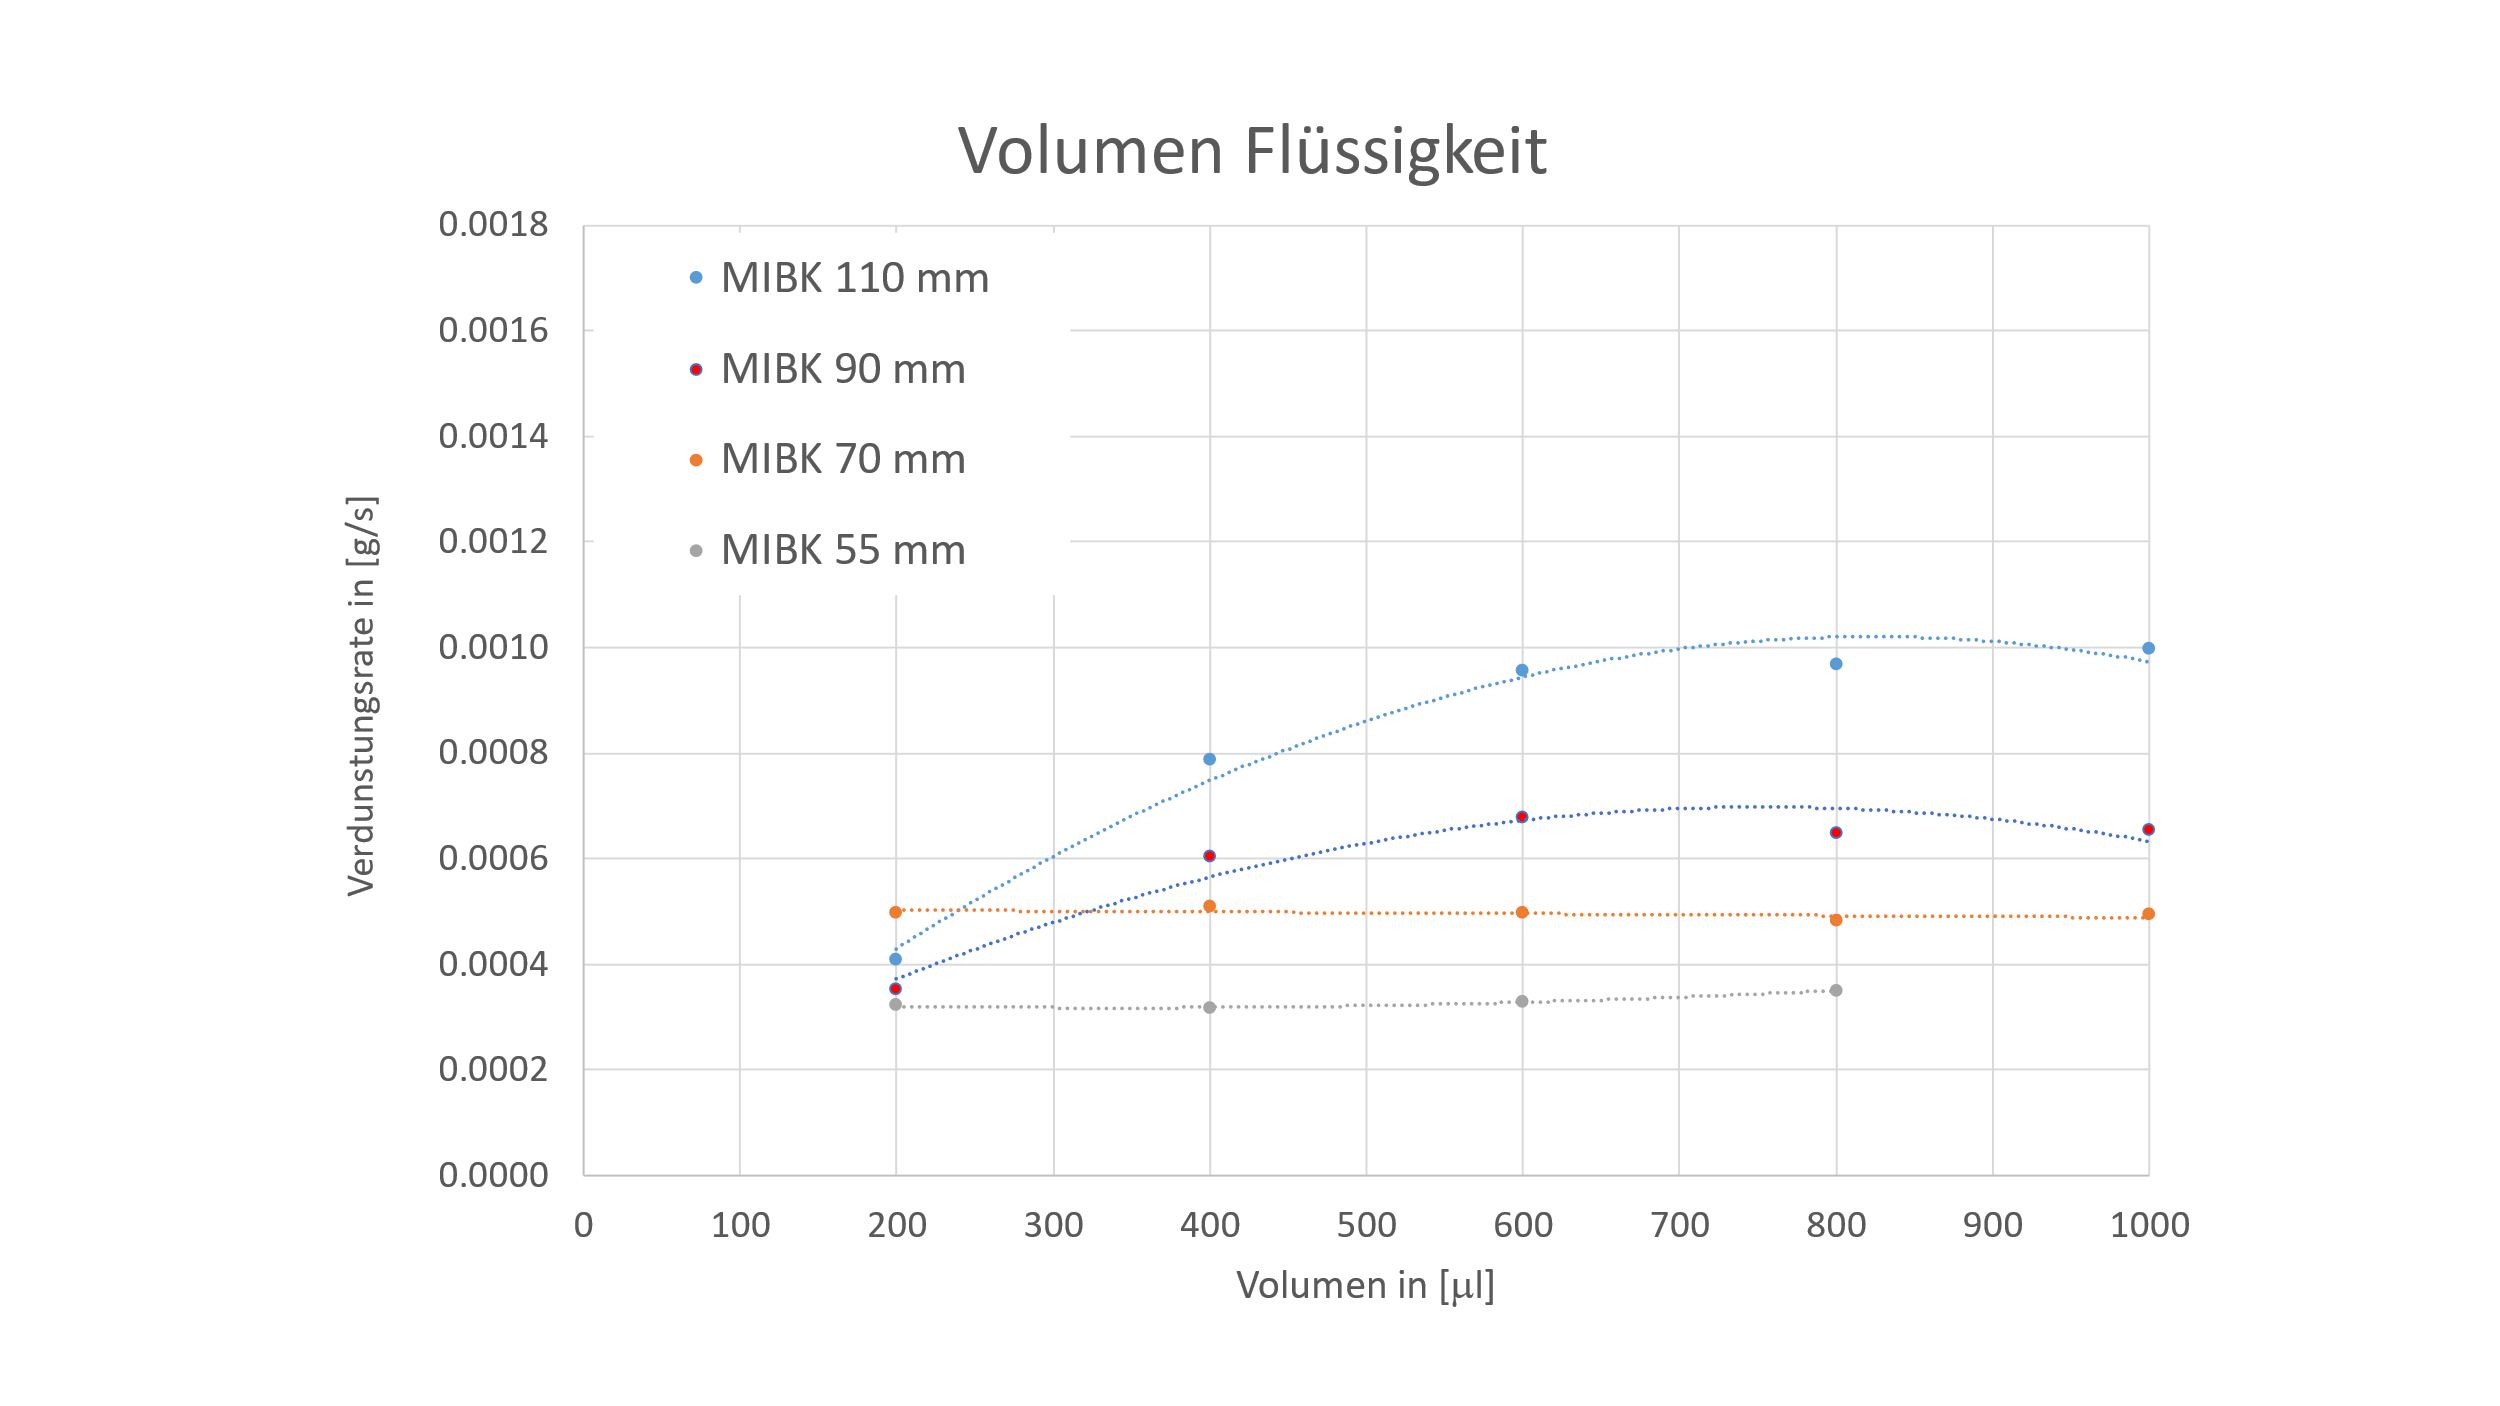 Volumen Flüssigkeit
0.0018
0.0016
0.0014
0.0012
0.0010
0.0008
0.0006
0.0004
0.0002
0.0000
Verdunstungsrate in [g/s]
MIBK 110 mm
MIBK 90 mm
MIBK 70 mm
MIBK 55 mm
0 100 200 300 400 500 600 700 800 900 1000
Volumen in [µl]